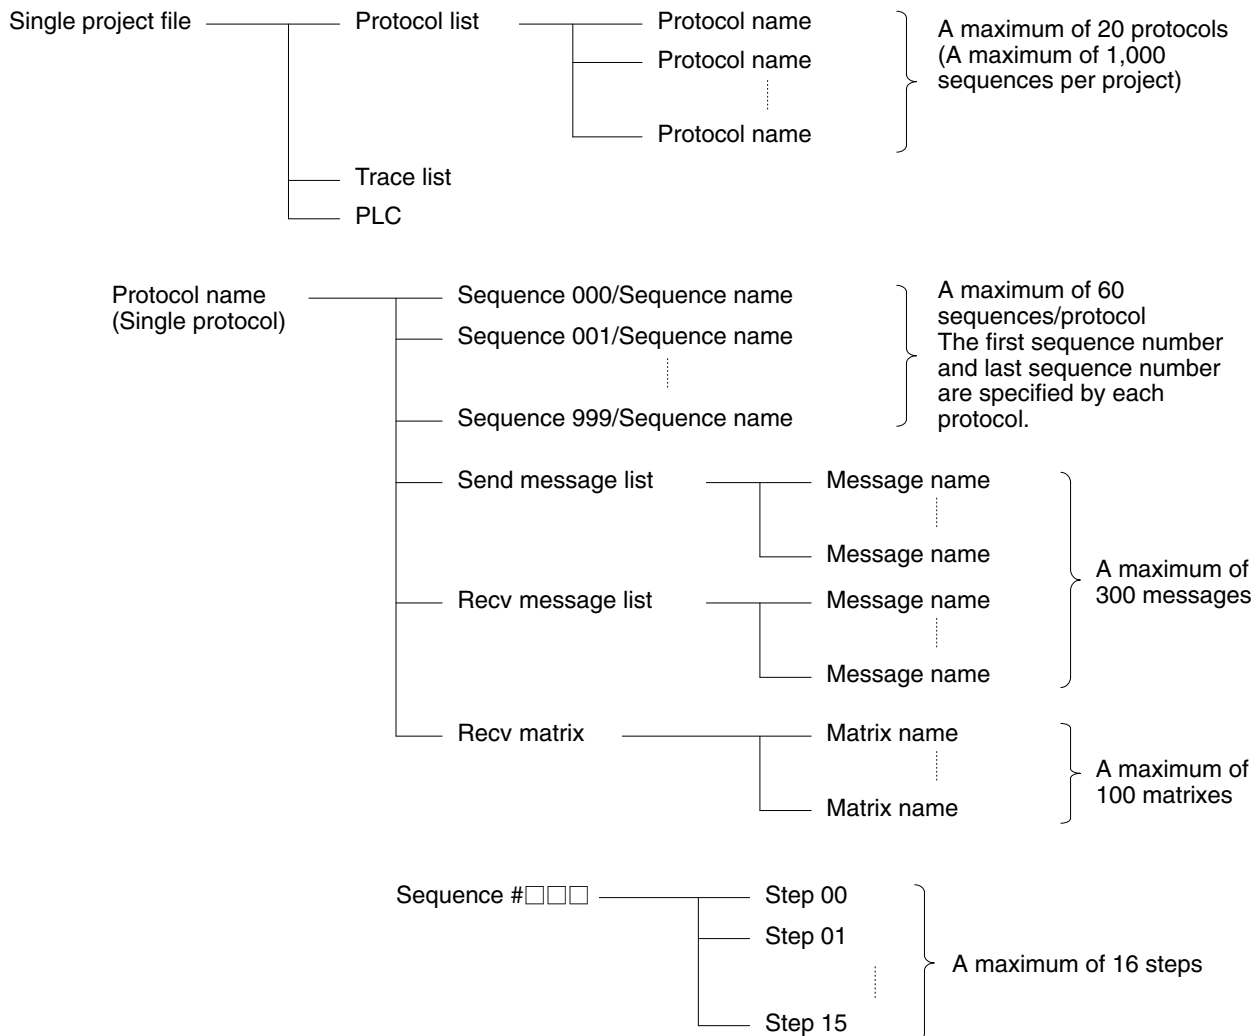 Single project file
Protocol list
Protocol name
Protocol name
Protocol name
A maximum of 20 protocols
(A maximum of 1,000
sequences per project)
Trace list
PLC
Protocol name
(Single protocol)
Sequence 000/Sequence name
Sequence 001/Sequence name
Sequence 999/Sequence name
A maximum of 60
sequences/protocol
The first sequence number
and last sequence number
are specified by each
protocol.
Send message list
Message name
Message name
Recv message list
Message name
Message name
A maximum of
300 messages
Recv matrix
Matrix name
Matrix name
A maximum of
100 matrixes
Sequence #□□□
Step 00
Step 01
Step 15
A maximum of 16 steps